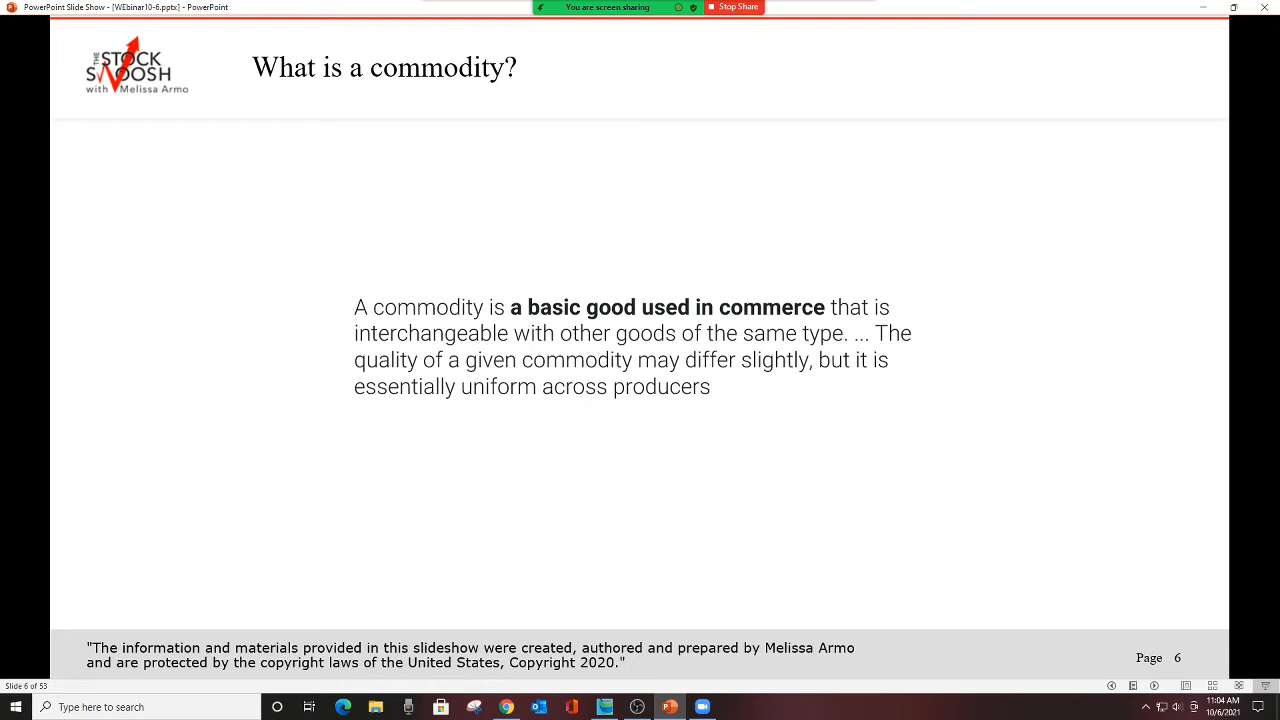 PowerPoint Slide Show - [WEbinar10-6.pptx] - PowerPoint
You are screen sharing
Stop Share
THE STOCK
SWOOSH
with Melissa Armo
What is a commodity?
A commodity is a basic good used in commerce that is
interchangeable with other goods of the same type. ... The
quality of a given commodity may differ slightly, but it is
essentially uniform across producers
"The information and materials provided in this slideshow were created, authored and prepared by Melissa Armo
and are protected by the copyright laws of the United States, Copyright 2020."
Page 6
Slide 6 of 53
Type here to search
11:04 AM
10/6/2021